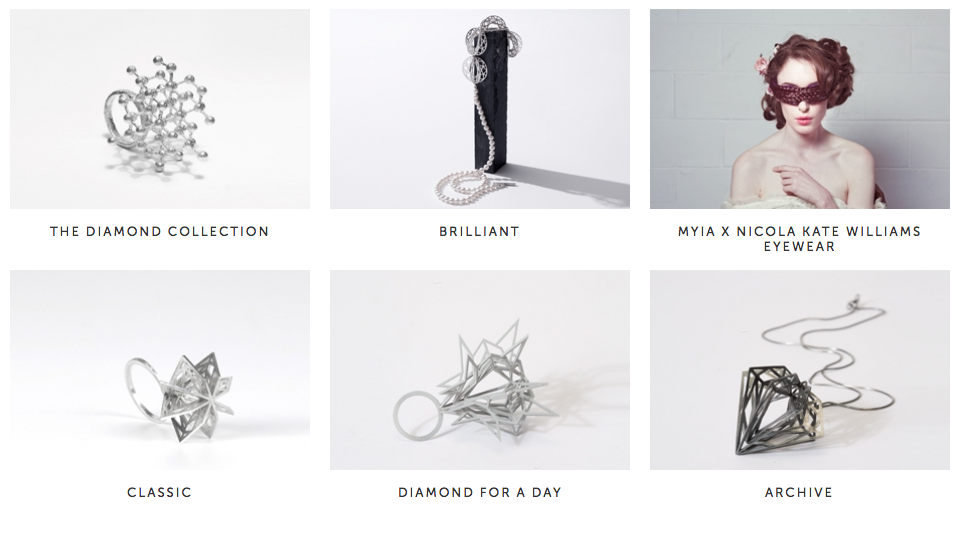 THE DIAMOND COLLECTION
BRILLIANT
MYIA X NICOLA KATE WILLIAMS
EYEWEAR
CLASSIC
DIAMOND FOR A DAY
ARCHIVE